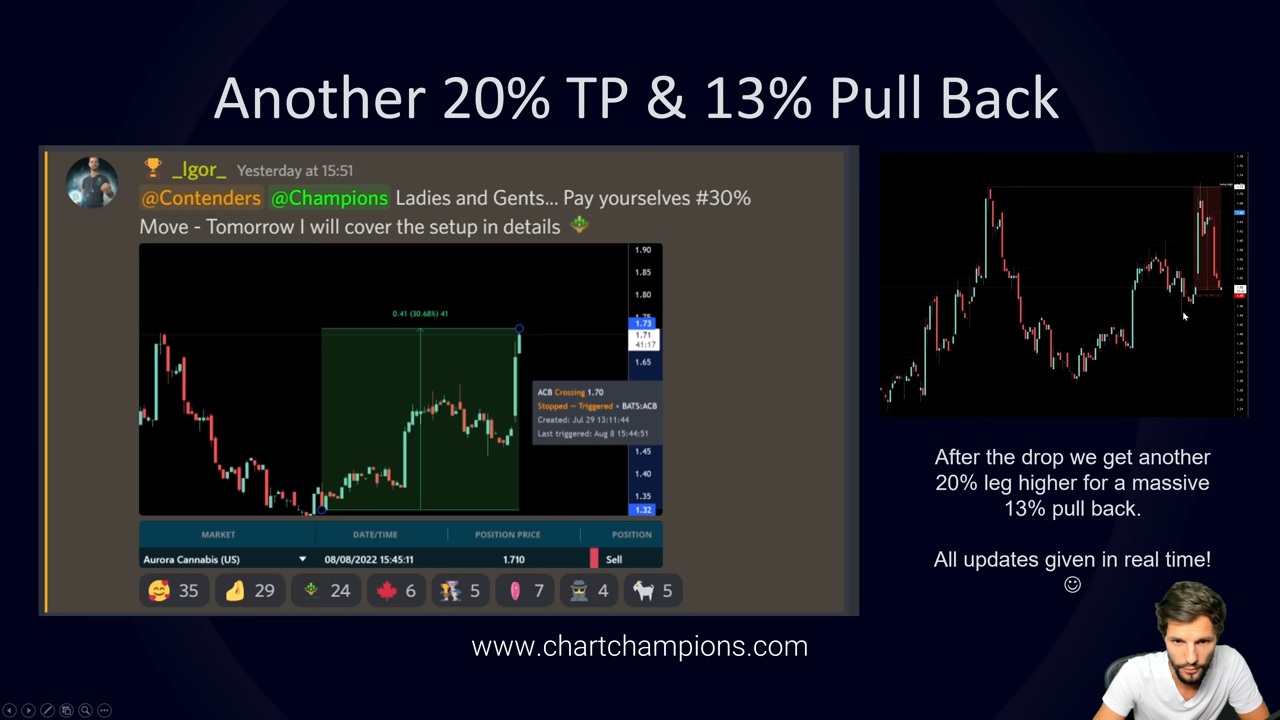 Another 20% TP & 13% Pull Back
_Igor_ Yesterday at 15:51
@Contenders @Champions Ladies and Gents... Pay yourselves #30%
Move - Tomorrow I will cover the setup in details
1.90
1.85
1.80
0.41 (30.68%) 41
1.73
1.71
41:17
1.65
ACB Crossing 1.70
Stopped — Triggered • BATS:ACB
Created: Jul 29 13:11:44
Last triggered: Aug 8 15:44:51
1.45
1.40
1.35
1.32
MARKET DATE/TIME POSITION PRICE POSITION
Aurora Cannabis (US) 08/08/2022 15:45:11 1.710 Sell
35 29 24 6 5 7 4 5
After the drop we get another
20% leg higher for a massive
13% pull back.
All updates given in real time!
www.chartchampions.com